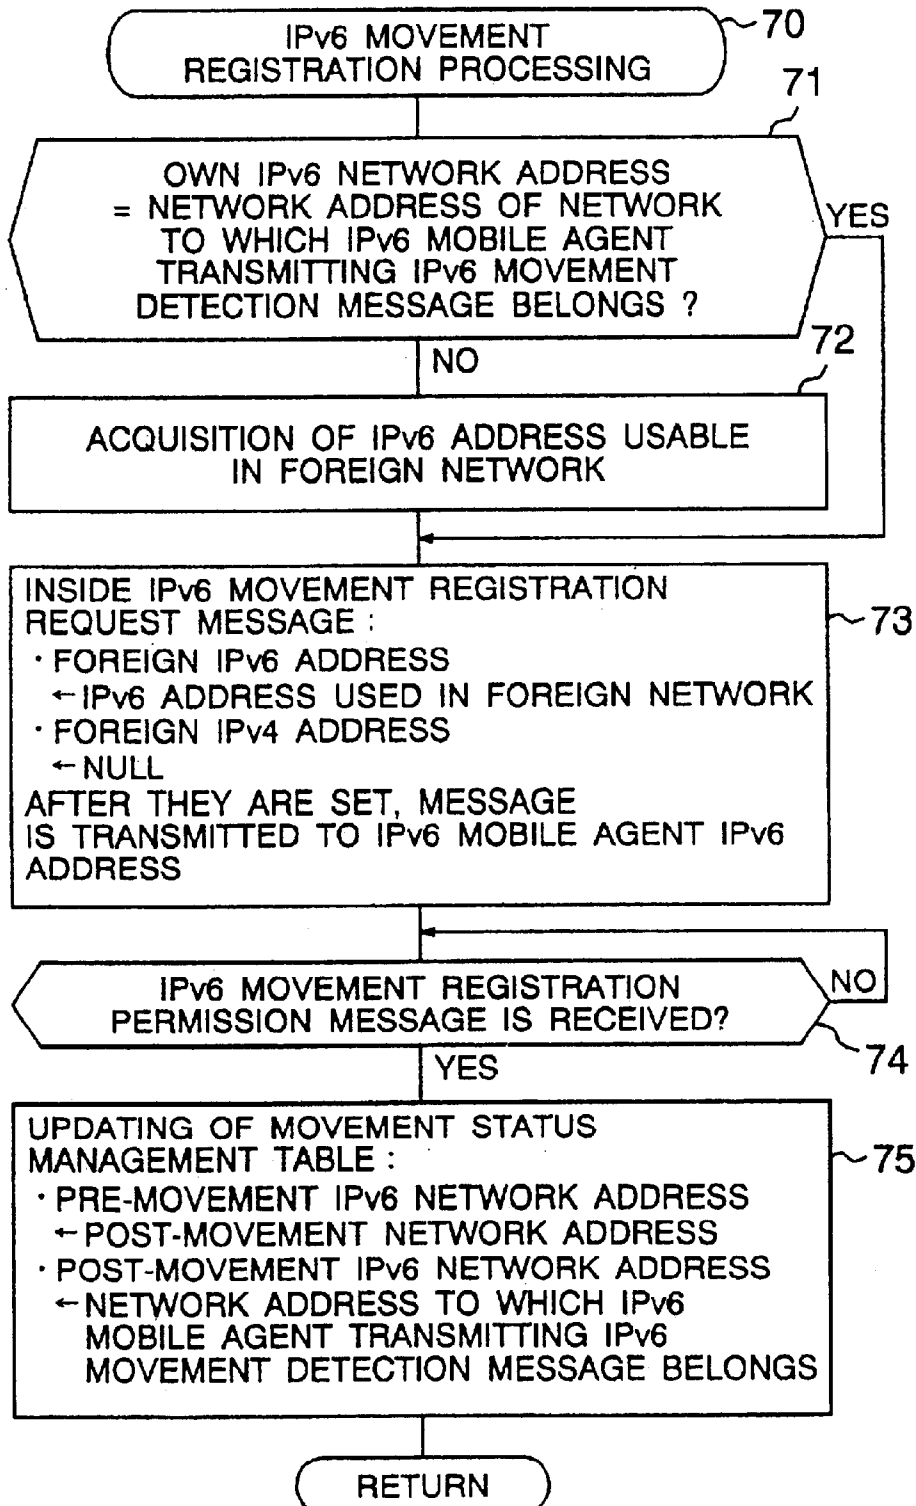 IPv6 MOVEMENT
REGISTRATION PROCESSING
70
71
OWN IPv6 NETWORK ADDRESS
= NETWORK ADDRESS OF NETWORK
TO WHICH IPv6 MOBILE AGENT
TRANSMITTING IPv6 MOVEMENT
DETECTION MESSAGE BELONGS ?
YES
NO
72
ACQUISITION OF IPv6 ADDRESS USABLE
IN FOREIGN NETWORK
INSIDE IPv6 MOVEMENT REGISTRATION
REQUEST MESSAGE :
· FOREIGN IPv6 ADDRESS
← IPv6 ADDRESS USED IN FOREIGN NETWORK
· FOREIGN IPv4 ADDRESS
← NULL
AFTER THEY ARE SET, MESSAGE
IS TRANSMITTED TO IPv6 MOBILE AGENT IPv6
ADDRESS
73
IPv6 MOVEMENT REGISTRATION
PERMISSION MESSAGE IS RECEIVED?
NO
74
YES
UPDATING OF MOVEMENT STATUS
MANAGEMENT TABLE :
· PRE-MOVEMENT IPv6 NETWORK ADDRESS
← POST-MOVEMENT NETWORK ADDRESS
· POST-MOVEMENT IPv6 NETWORK ADDRESS
← NETWORK ADDRESS TO WHICH IPv6
MOBILE AGENT TRANSMITTING IPv6
MOVEMENT DETECTION MESSAGE BELONGS
75
RETURN